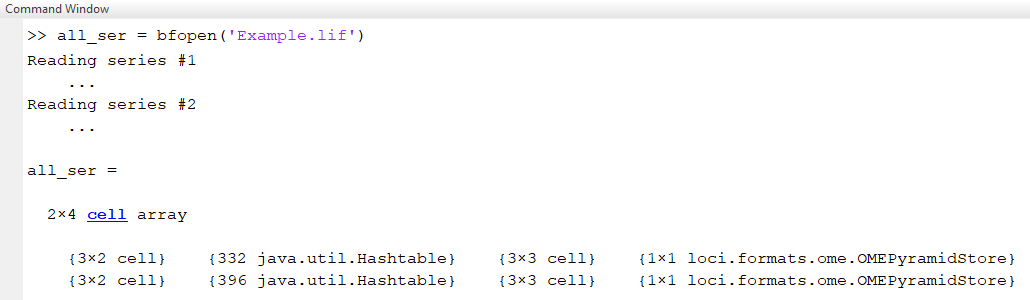 Command Window
>> all_ser = bfopen('Example.lif')
Reading series #1
...
Reading series #2
...
all_ser =
2×4 cell array
{3×2 cell} {332 java.util.Hashtable} {3×3 cell} {1×1 loci.formats.ome.OMEPyramidStore}
{3×2 cell} {396 java.util.Hashtable} {3×3 cell} {1×1 loci.formats.ome.OMEPyramidStore}